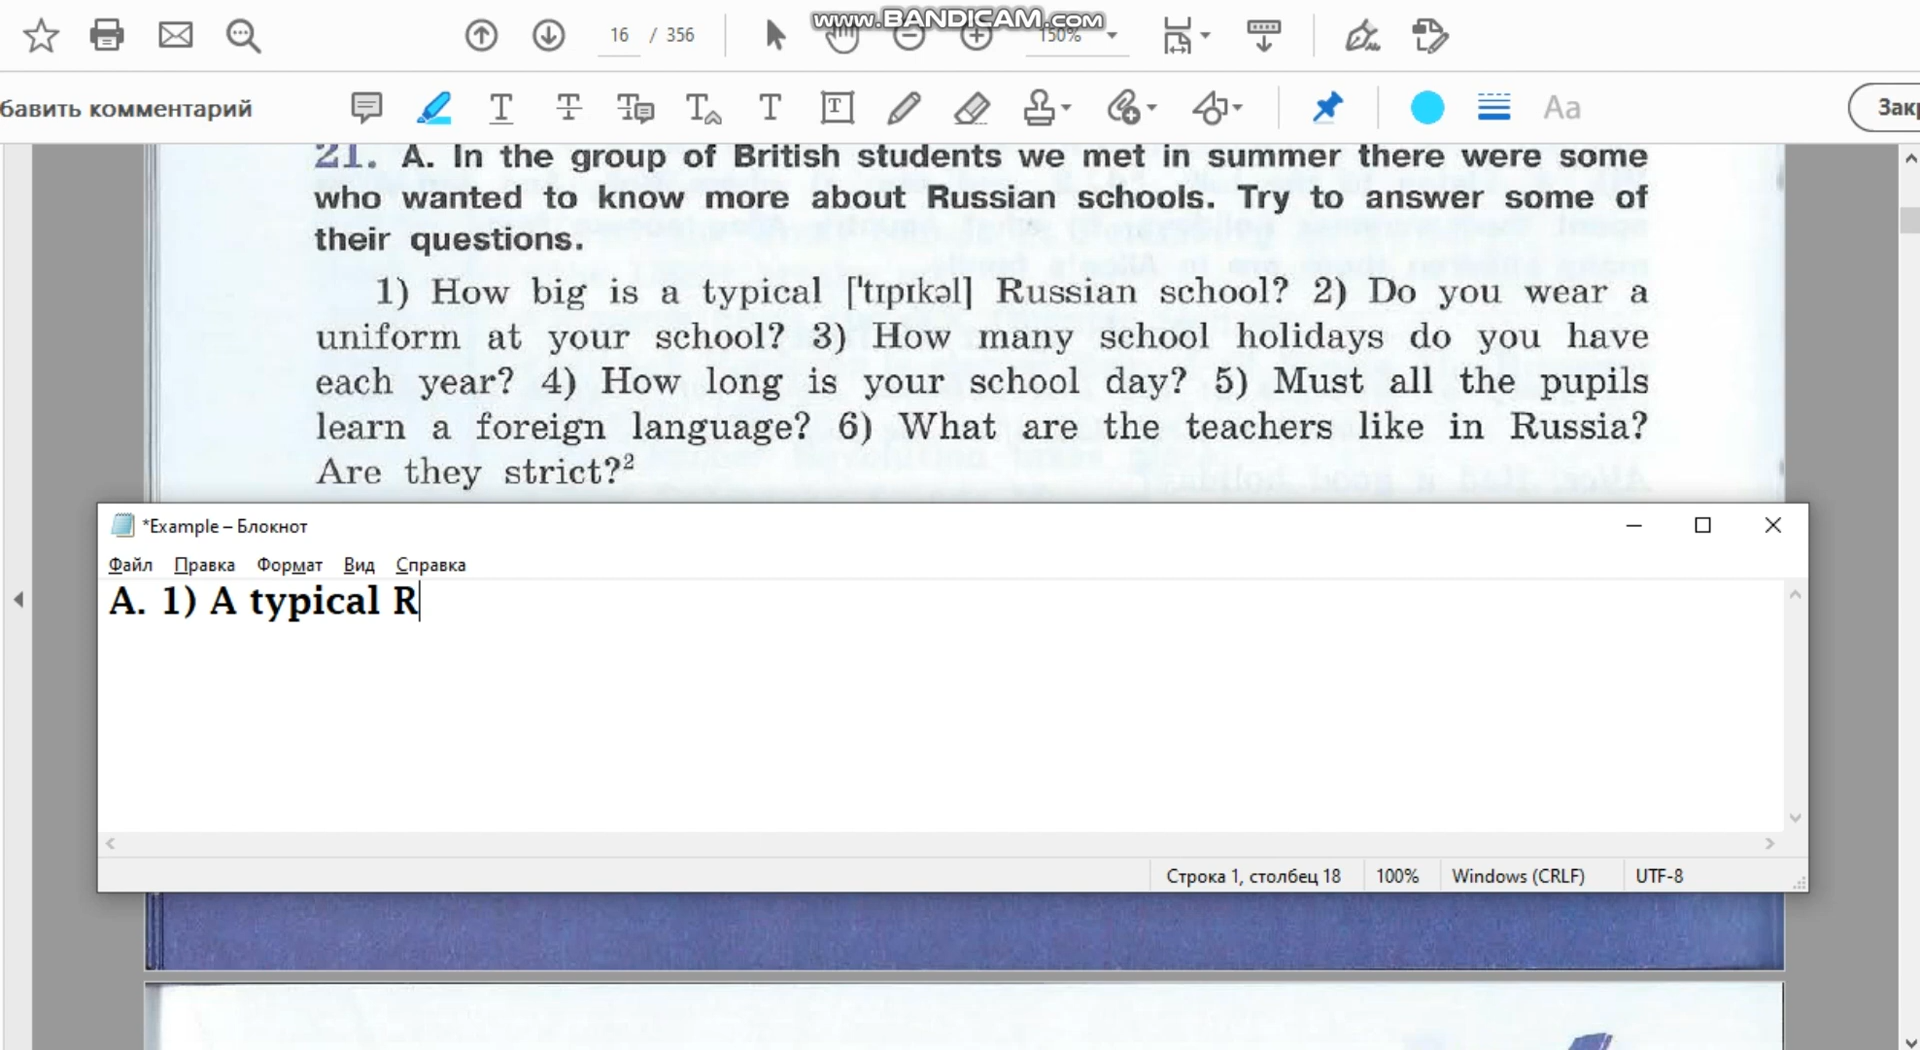 www.BANDICAM.com
16 / 356
150%
бавить комментарий
Aa
Закр
21. A. In the group of British students we met in summer there were some
who wanted to know more about Russian schools. Try to answer some of
their questions.
1) How big is a typical [ˈtɪpɪkəl] Russian school? 2) Do you wear a
uniform at your school? 3) How many school holidays do you have
each year? 4) How long is your school day? 5) Must all the pupils
learn a foreign language? 6) What are the teachers like in Russia?
Are they strict?²
*Example – Блокнот
Файл Правка Формат Вид Справка
A. 1) A typical R
Строка 1, столбец 18 100% Windows (CRLF) UTF-8